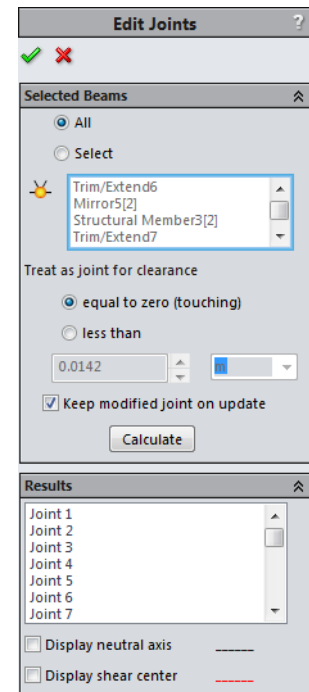 Edit Joints ?
Selected Beams
All
Select
Trim/Extend6
Mirror5[2]
Structural Member3[2]
Trim/Extend7
Treat as joint for clearance
equal to zero (touching)
less than
0.0142 m
Keep modified joint on update
Calculate
Results
Joint 1
Joint 2
Joint 3
Joint 4
Joint 5
Joint 6
Joint 7
Display neutral axis
Display shear center